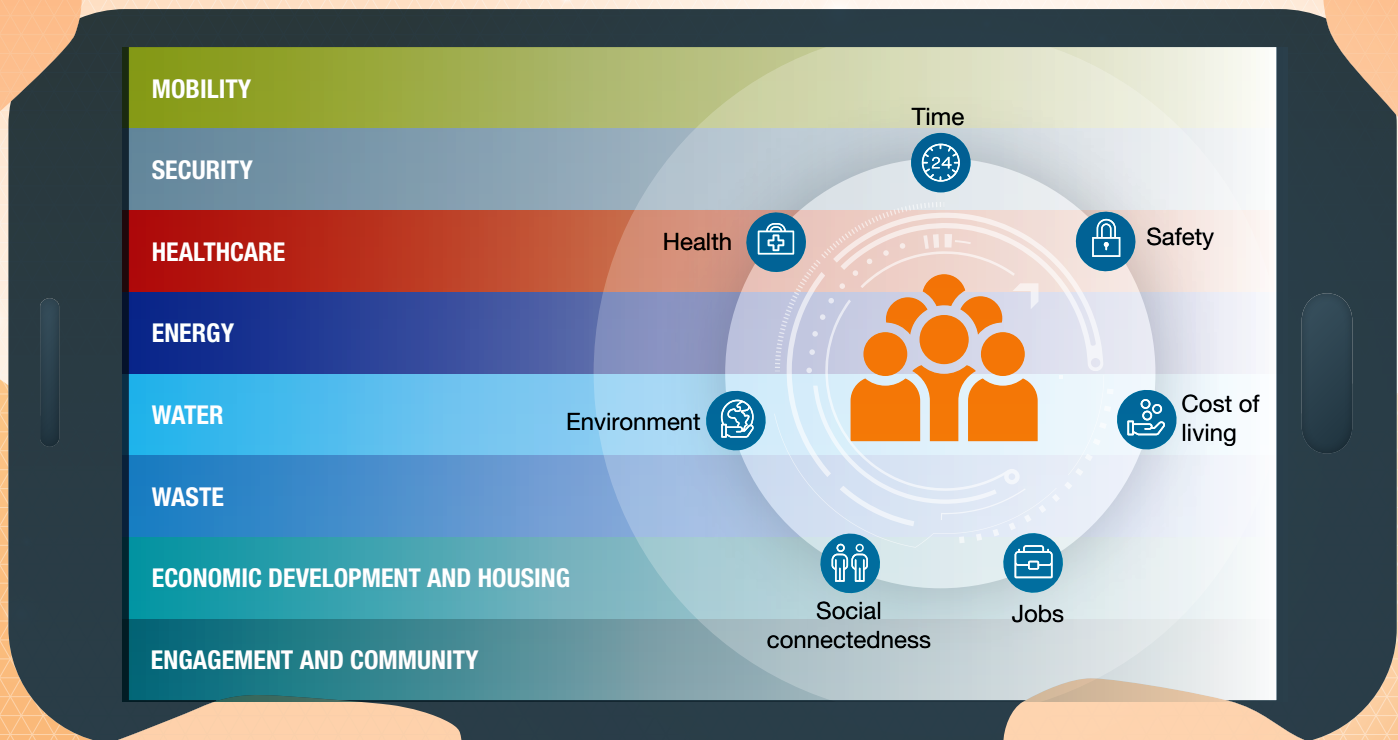 MOBILITY
Time
24
SECURITY
Safety
Health
HEALTHCARE
ENERGY
Cost of
living
WATER
Environment
WASTE
ECONOMIC DEVELOPMENT AND HOUSING
Social
connectedness
Jobs
ENGAGEMENT AND COMMUNITY